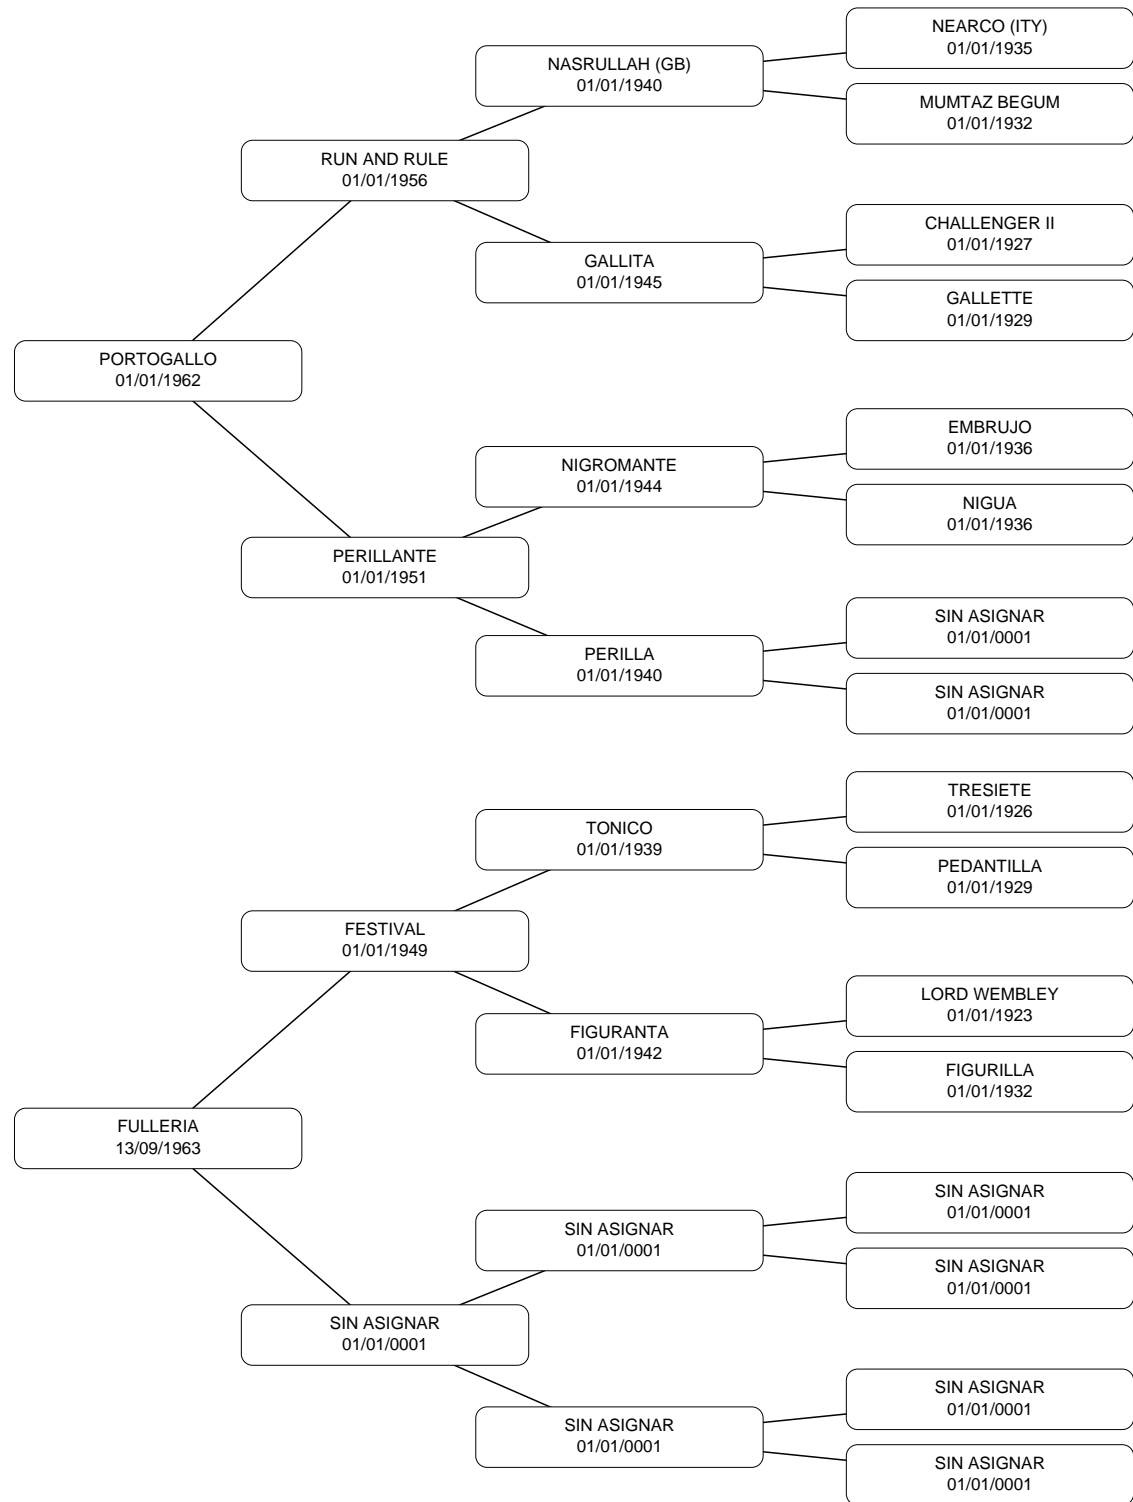 NEARCO (ITY)
01/01/1935
NASRULLAH (GB)
01/01/1940
MUMTAZ BEGUM
01/01/1932
RUN AND RULE
01/01/1956
CHALLENGER II
01/01/1927
GALLITA
01/01/1945
GALLETTE
01/01/1929
PORTOGALLO
01/01/1962
EMBRUJO
01/01/1936
NIGROMANTE
01/01/1944
NIGUA
01/01/1936
PERILLANTE
01/01/1951
SIN ASIGNAR
01/01/0001
PERILLA
01/01/1940
SIN ASIGNAR
01/01/0001
TRESIETE
01/01/1926
TONICO
01/01/1939
PEDANTILLA
01/01/1929
FESTIVAL
01/01/1949
LORD WEMBLEY
01/01/1923
FIGURANTA
01/01/1942
FIGURILLA
01/01/1932
FULLERIA
13/09/1963
SIN ASIGNAR
01/01/0001
SIN ASIGNAR
01/01/0001
SIN ASIGNAR
01/01/0001
SIN ASIGNAR
01/01/0001
SIN ASIGNAR
01/01/0001
SIN ASIGNAR
01/01/0001
SIN ASIGNAR
01/01/0001